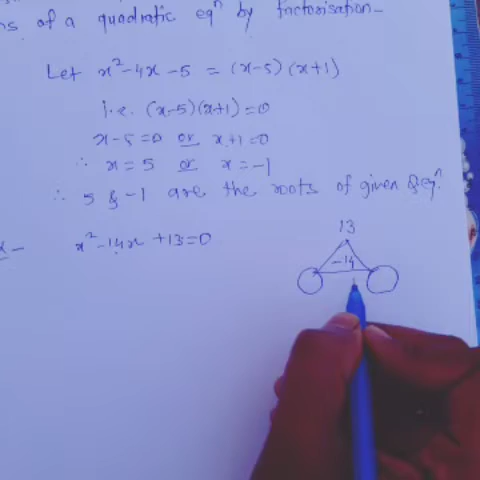 of a quadratic eqⁿ by factorisation-
Let x²-4x-5 = (x-5)(x+1)
i.e. (x-5)(x+1)=0
x-5=0 or x+1=0
∴ x=5 or x=-1
∴ 5 & -1 are the roots of given Q.Eqⁿ.
x²-14x+13=0
13
-14